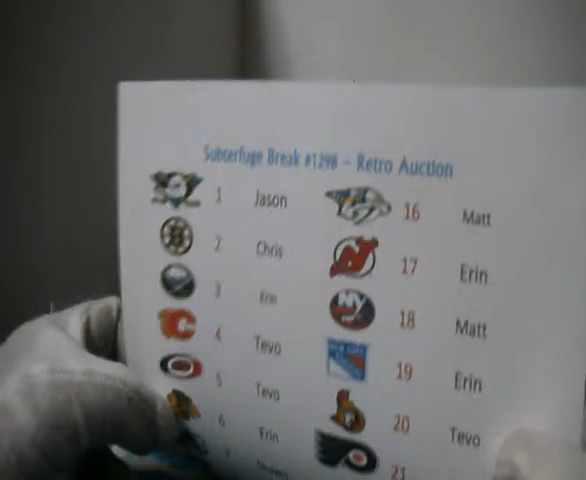 Subterfuge Break #1298 - Retro Auction
1 Jason
2 Chris
3 Erin
4 Tevo
5 Tevo
6 Erin
7
16 Matt
17 Erin
18 Matt
19 Erin
20 Tevo
21